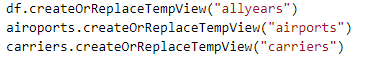 df.createOrReplaceTempView("allyears")
airoports.createOrReplaceTempView("airports")
carriers.createOrReplaceTempView("carriers")